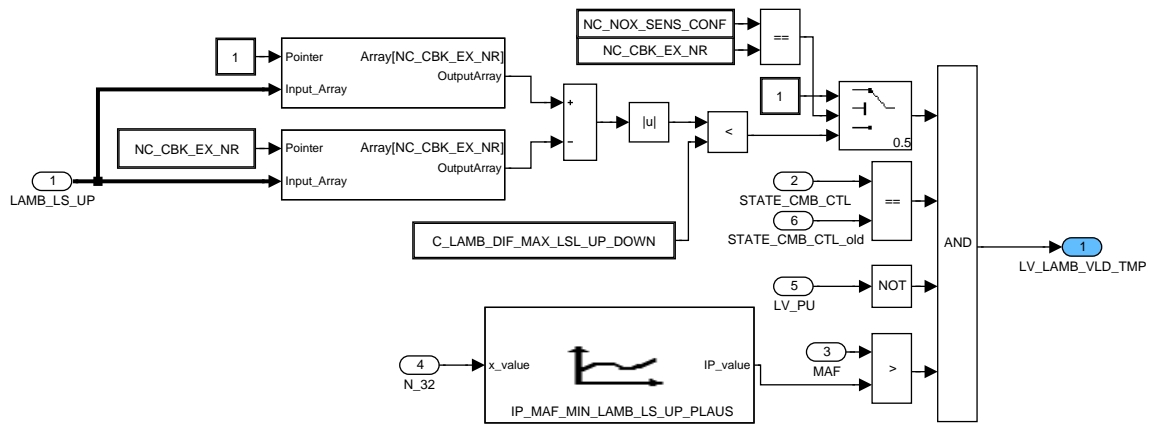 NC_NOX_SENS_CONF
NC_CBK_EX_NR
==
1
Pointer
Array[NC_CBK_EX_NR]
OutputArray
Input_Array
1
0.5
+
−
|u|
<
NC_CBK_EX_NR
Pointer
Array[NC_CBK_EX_NR]
OutputArray
Input_Array
1
LAMB_LS_UP
C_LAMB_DIF_MAX_LSL_UP_DOWN
2
STATE_CMB_CTL
==
6
STATE_CMB_CTL_old
AND
1
LV_LAMB_VLD_TMP
5
LV_PU
NOT
4
N_32
x_value
IP_value
IP_MAF_MIN_LAMB_LS_UP_PLAUS
3
MAF
>